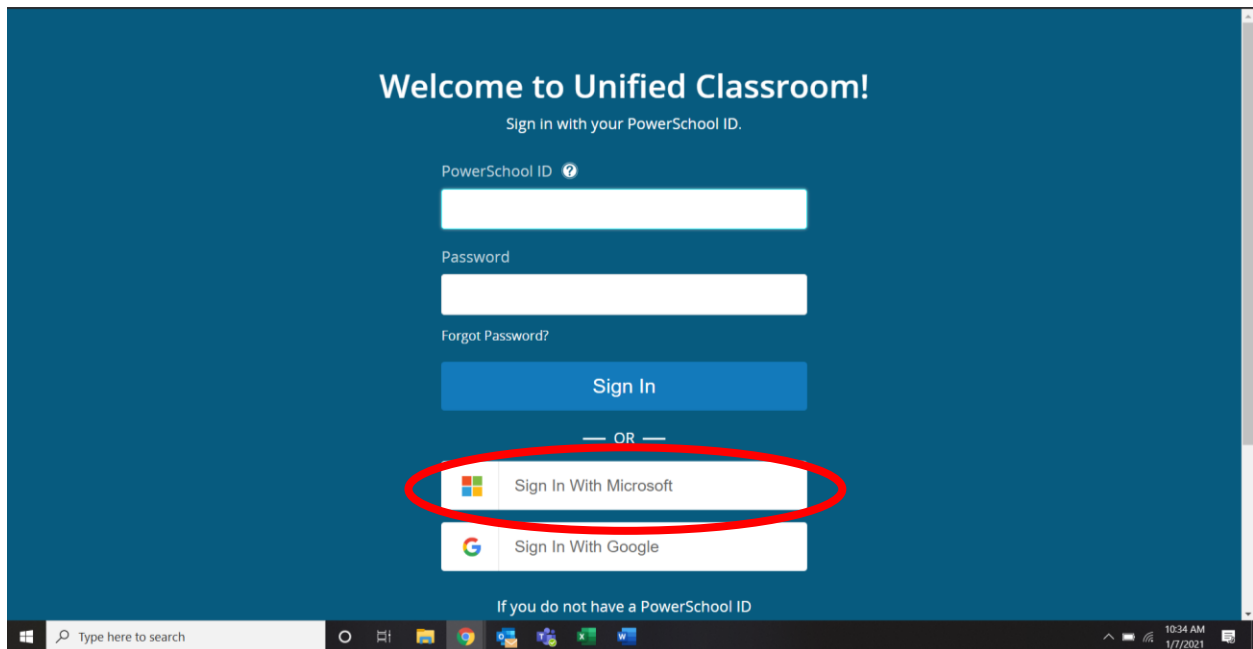 Welcome to Unified Classroom!
Sign in with your PowerSchool ID.
PowerSchool ID ?
Password
Forgot Password?
Sign In
OR
Sign In With Microsoft
Sign In With Google
If you do not have a PowerSchool ID
Type here to search
10:34 AM
1/7/2021